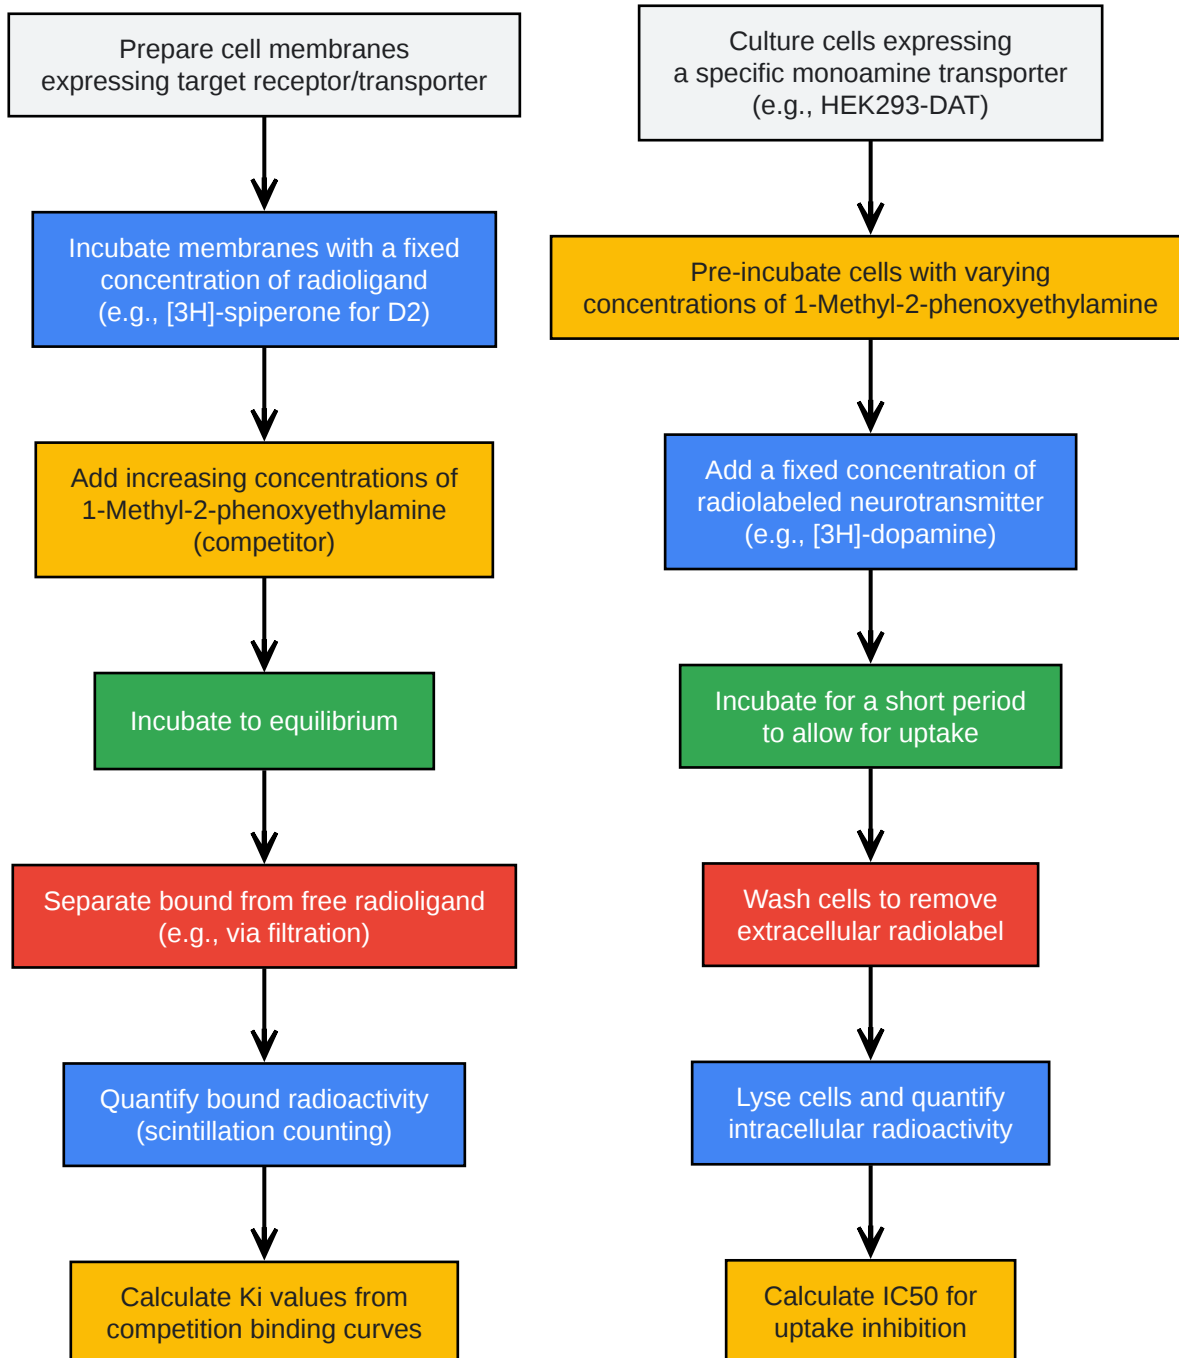 Prepare cell membranes
expressing target receptor/transporter
Incubate membranes with a fixed
concentration of radioligand
(e.g., [3H]-spiperone for D2)
Add increasing concentrations of
1-Methyl-2-phenoxyethylamine
(competitor)
Incubate to equilibrium
Separate bound from free radioligand
(e.g., via filtration)
Quantify bound radioactivity
(scintillation counting)
Calculate Ki values from
competition binding curves
Culture cells expressing
a specific monoamine transporter
(e.g., HEK293-DAT)
Pre-incubate cells with varying
concentrations of 1-Methyl-2-phenoxyethylamine
Add a fixed concentration of
radiolabeled neurotransmitter
(e.g., [3H]-dopamine)
Incubate for a short period
to allow for uptake
Wash cells to remove
extracellular radiolabel
Lyse cells and quantify
intracellular radioactivity
Calculate IC50 for
uptake inhibition